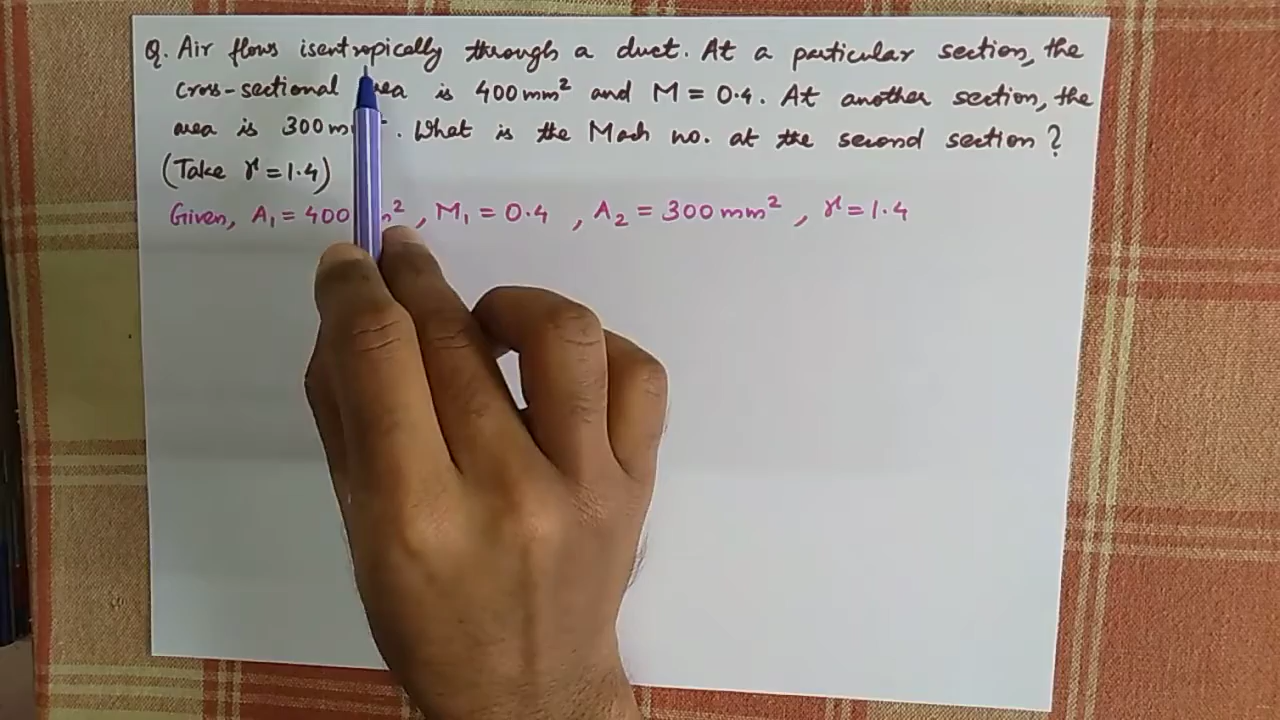 Q. Air flows isentropically through a duct. At a particular section, the
cross-sectional area is 400 mm² and M = 0.4. At another section, the
area is 300 m². What is the Mach no. at the second section ?
(Take γ = 1.4)
Given, A₁ = 400 m² , M₁ = 0.4 , A₂ = 300 mm² , γ = 1.4